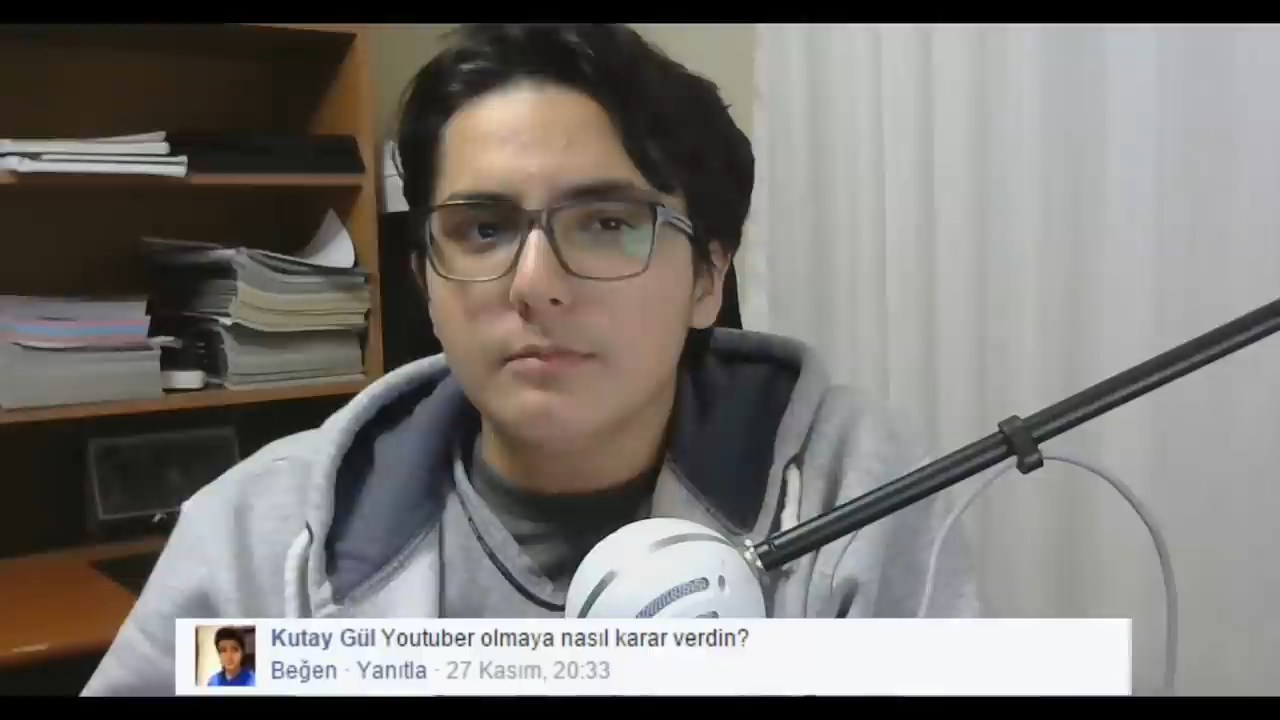 Kutay Gül Youtuber olmaya nasıl karar verdin?
Beğen · Yanıtla · 27 Kasım, 20:33